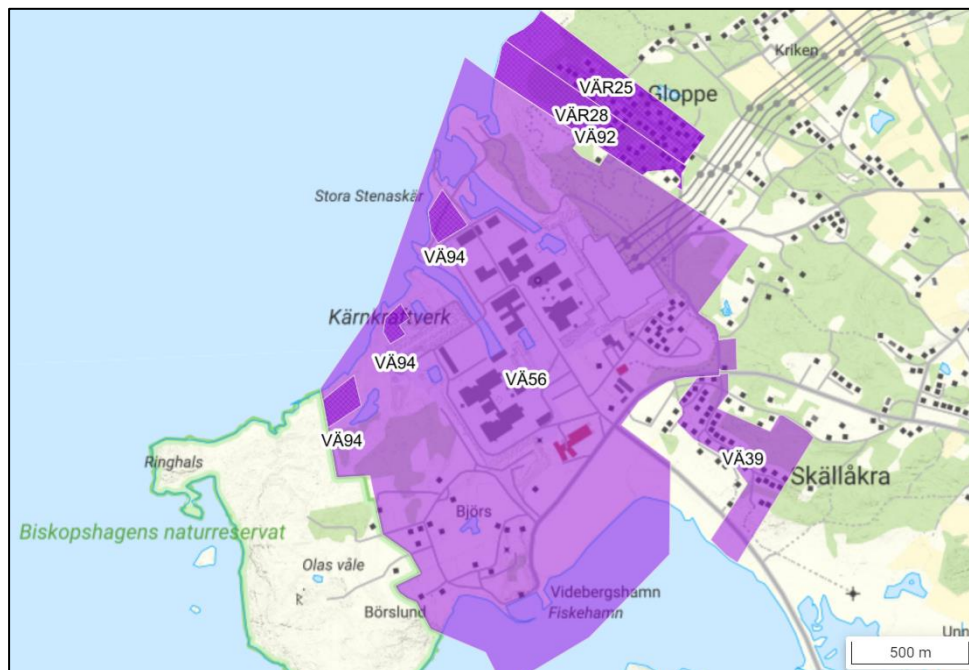 Kriken
VÄR25
Gloppe
VÄR28
VÄ92
Stora Stenaskär
VÄ94
Kärnkraftverk
VÄ94
VÄ56
VÄ94
Ringhals
VÄ39
Skällåkra
Björs
Biskopshagens naturreservat
Olas våle
Videbergshamn
Fiskehamn
Börslund
R
Unn
500 m